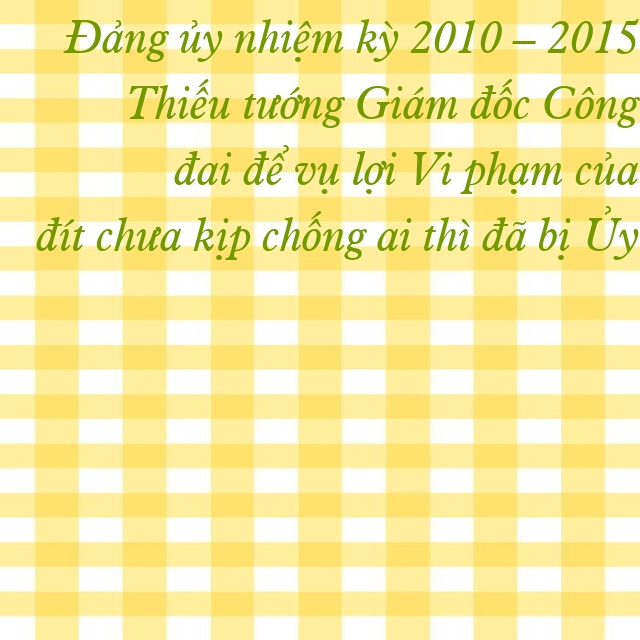 Đảng ủy nhiệm kỳ 2010 – 2015
Thiếu tướng Giám đốc Công
đai để vụ lợi Vi phạm của
đít chưa kịp chống ai thì đã bị Ủy